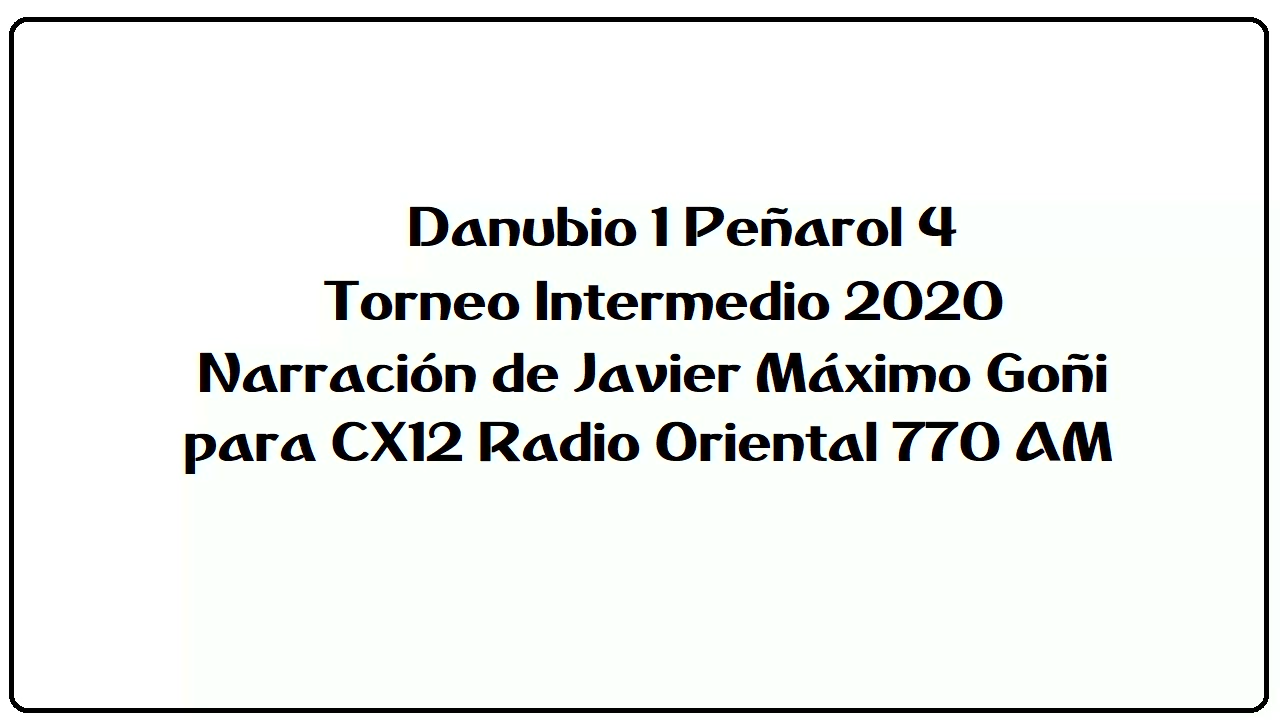 Danubio 1 Peñarol 4
Torneo Intermedio 2020
Narración de Javier Máximo Goñi
para CX12 Radio Oriental 770 AM